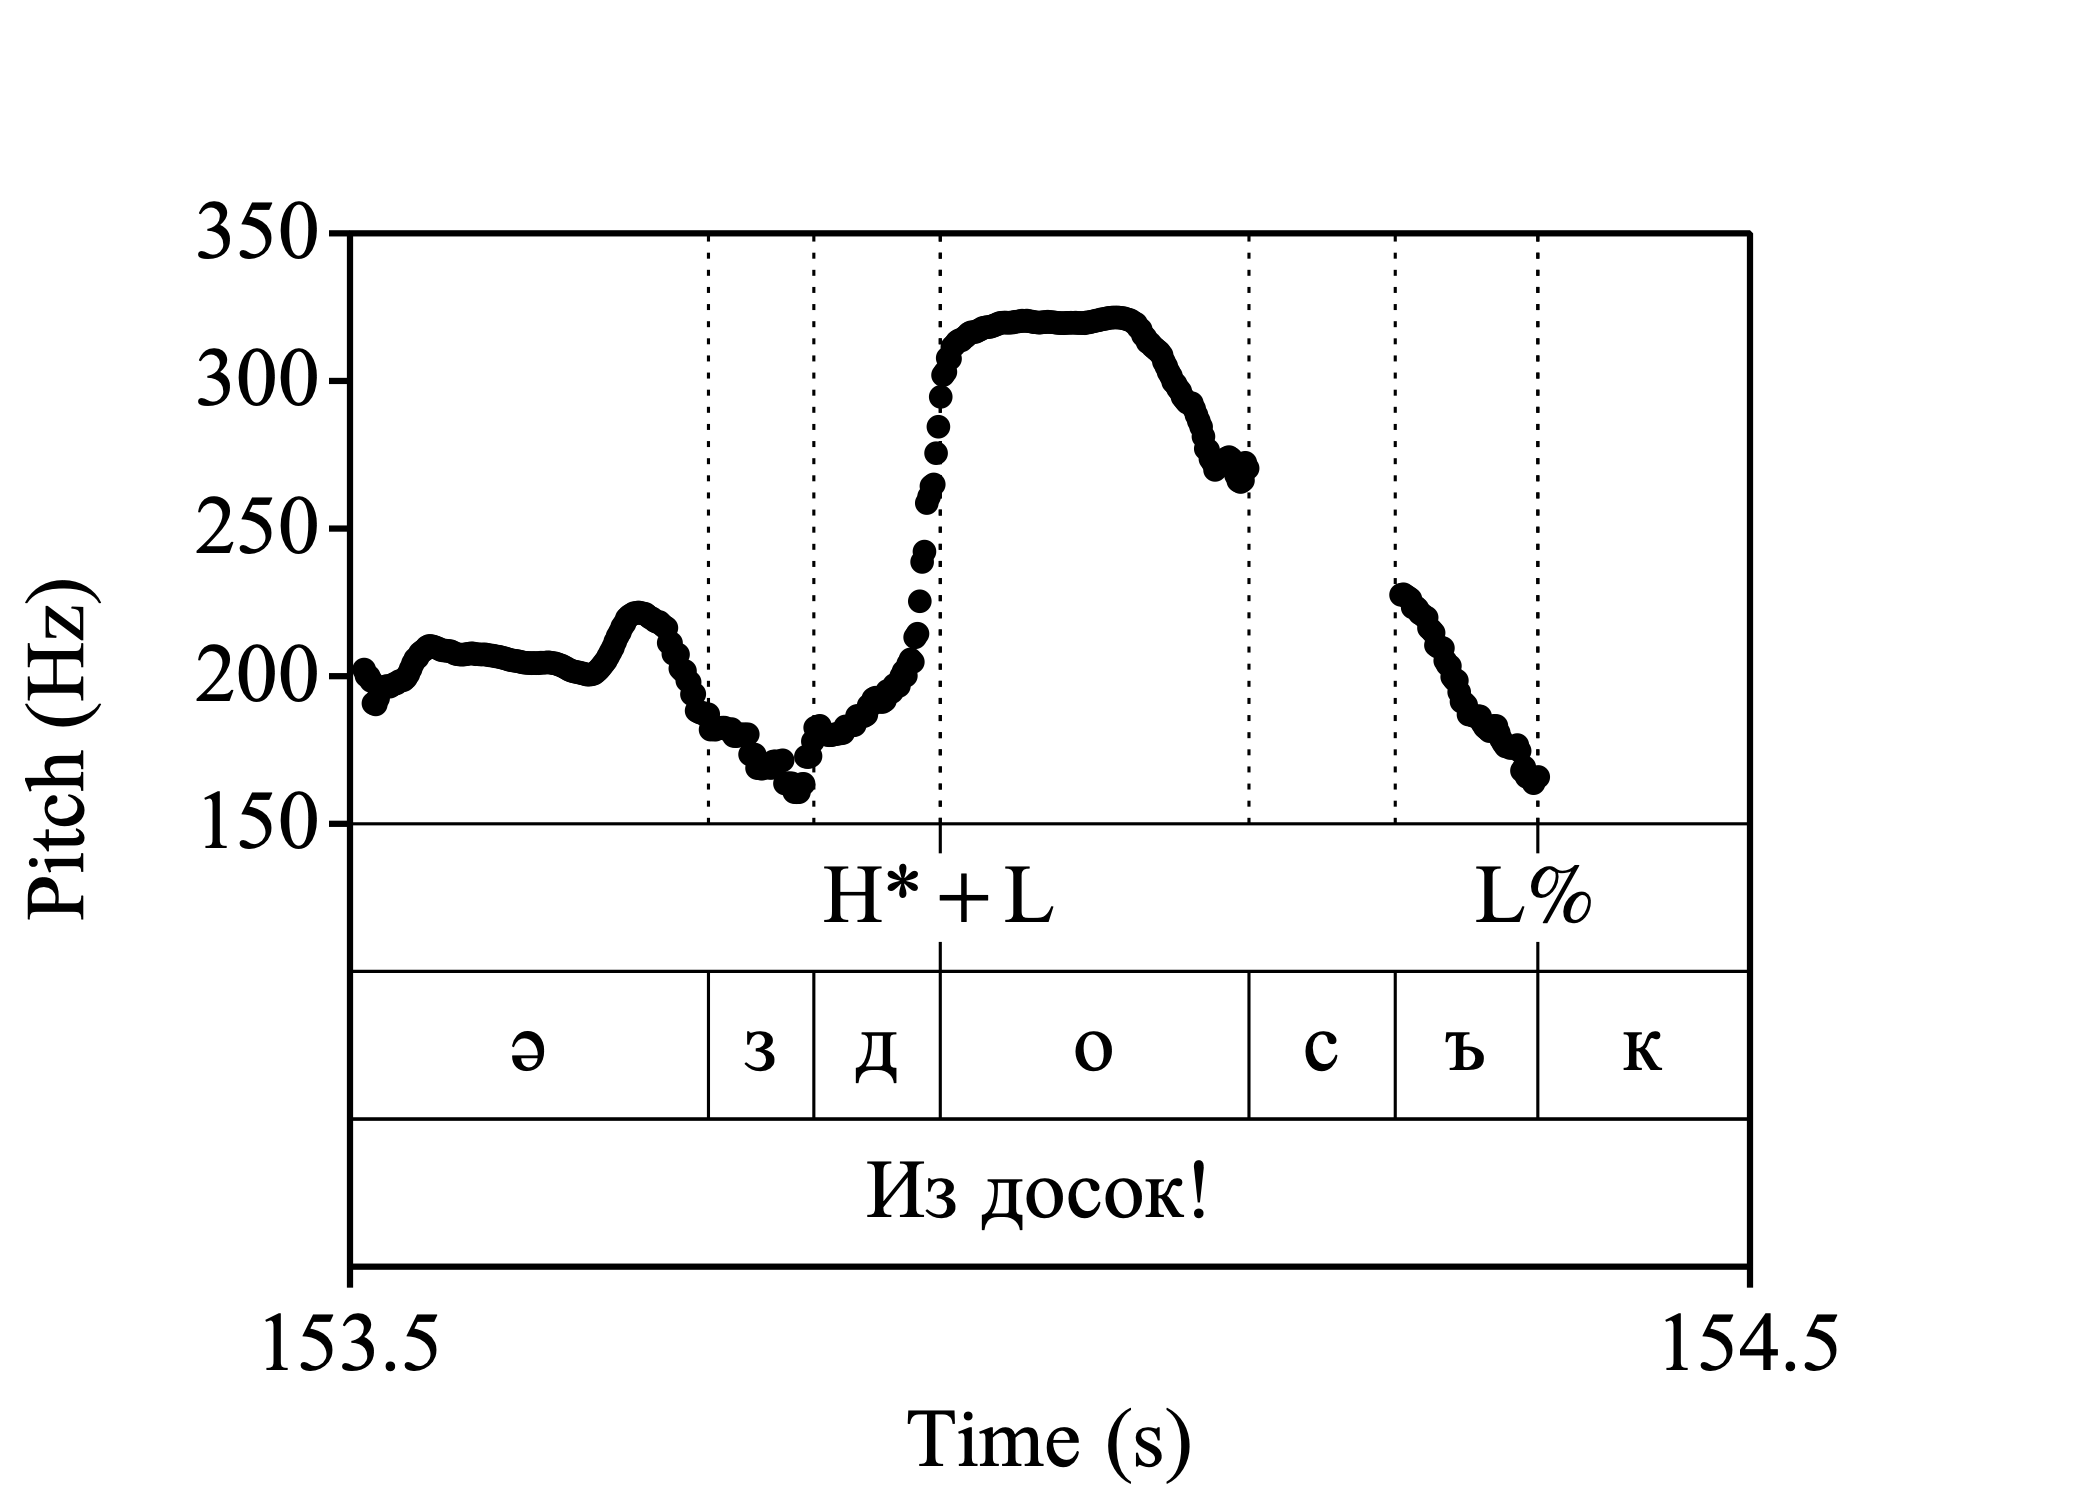 350
300
250
200
150
Pitch (Hz)
H*+L L%
ə з д о с ъ к
Из досок!
153.5 154.5
Time (s)